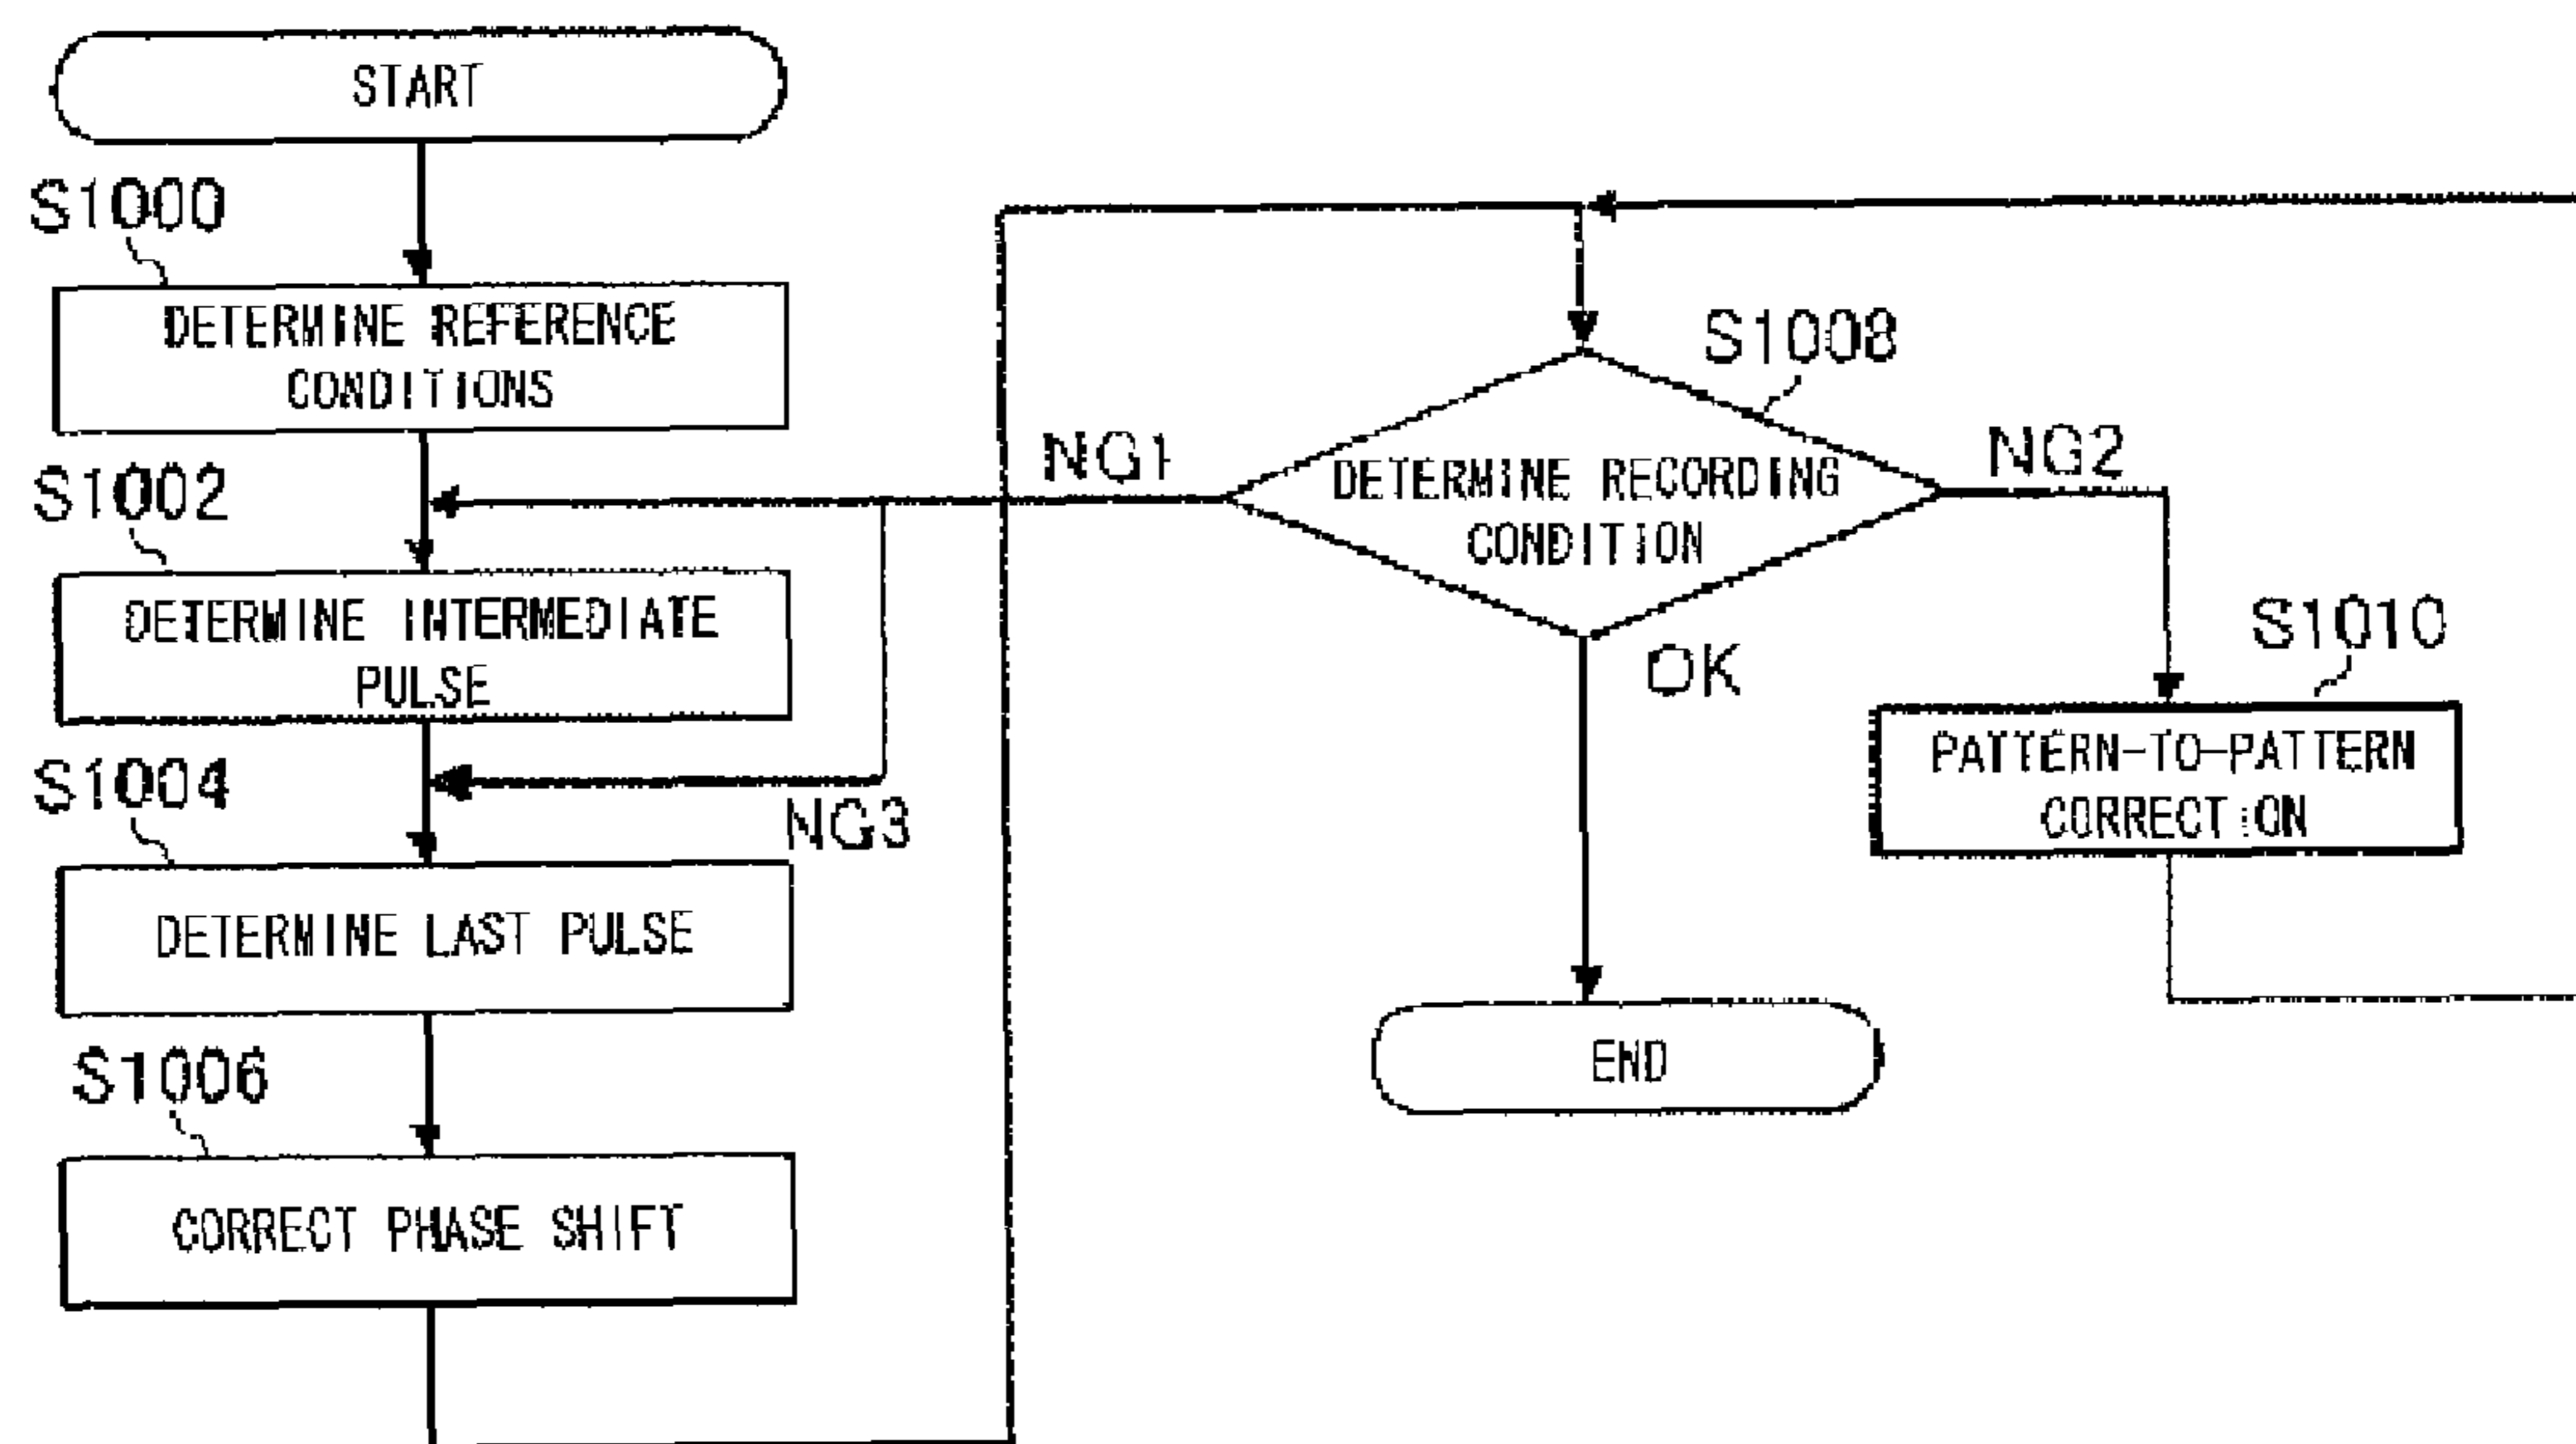 START
S1000
DETERMINE REFERENCE
CONDITIONS
S1002
DETERMINE INTERMEDIATE
PULSE
S1004
NG3
DETERMINE LAST PULSE
S1006
CORRECT PHASE SHIFT
S1008
NG1
NG2
DETERMINE RECORDING
CONDITION
OK
S1010
PATTERN-TO-PATTERN
CORRECTION
END